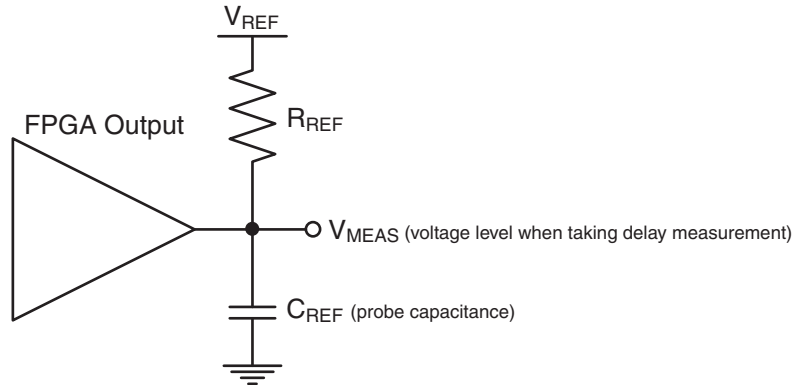 VREF
RREF
FPGA Output
VMEAS (voltage level when taking delay measurement)
CREF (probe capacitance)